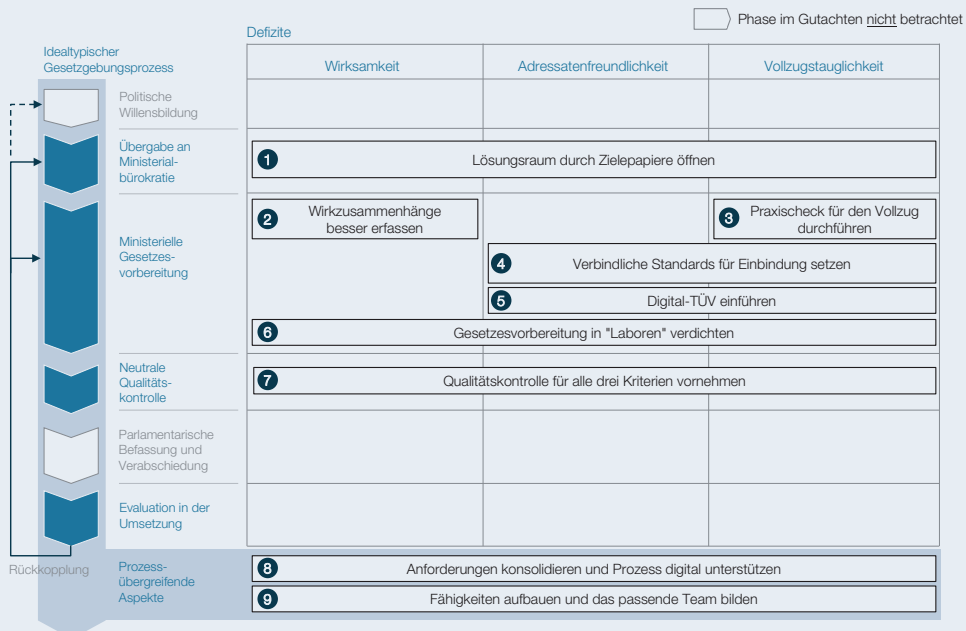 Phase im Gutachten nicht betrachtet
Defizite
Idealtypischer
Gesetzgebungsprozess
Wirksamkeit
Adressatenfreundlichkeit
Vollzugstauglichkeit
Politische
Willensbildung
Übergabe an
Ministerial-
bürokratie
1
Lösungsraum durch Zielepapiere öffnen
Ministerielle
Gesetzes-
vorbereitung
2
Wirkzusammenhänge
besser erfassen
3
Praxischeck für den Vollzug
durchführen
4
Verbindliche Standards für Einbindung setzen
5
Digital-TÜV einführen
6
Gesetzesvorbereitung in "Laboren" verdichten
Neutrale
Qualitäts-
kontrolle
7
Qualitätskontrolle für alle drei Kriterien vornehmen
Parlamentarische
Befassung und
Verabschiedung
Evaluation in der
Umsetzung
Rückkopplung
Prozess-
übergreifende
Aspekte
8
Anforderungen konsolidieren und Prozess digital unterstützen
9
Fähigkeiten aufbauen und das passende Team bilden